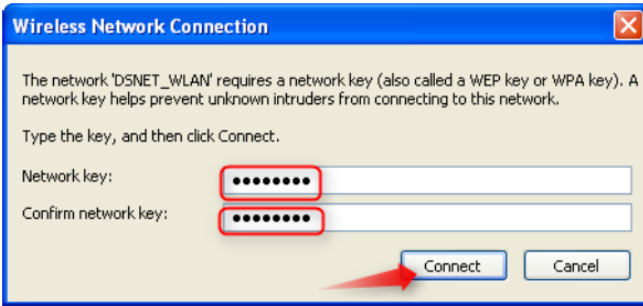 Wireless Network Connection
The network 'DSNET_WLAN' requires a network key (also called a WEP key or WPA key). A
network key helps prevent unknown intruders from connecting to this network.
Type the key, and then click Connect.
Network key: ••••••••
Confirm network key: ••••••••
Connect Cancel